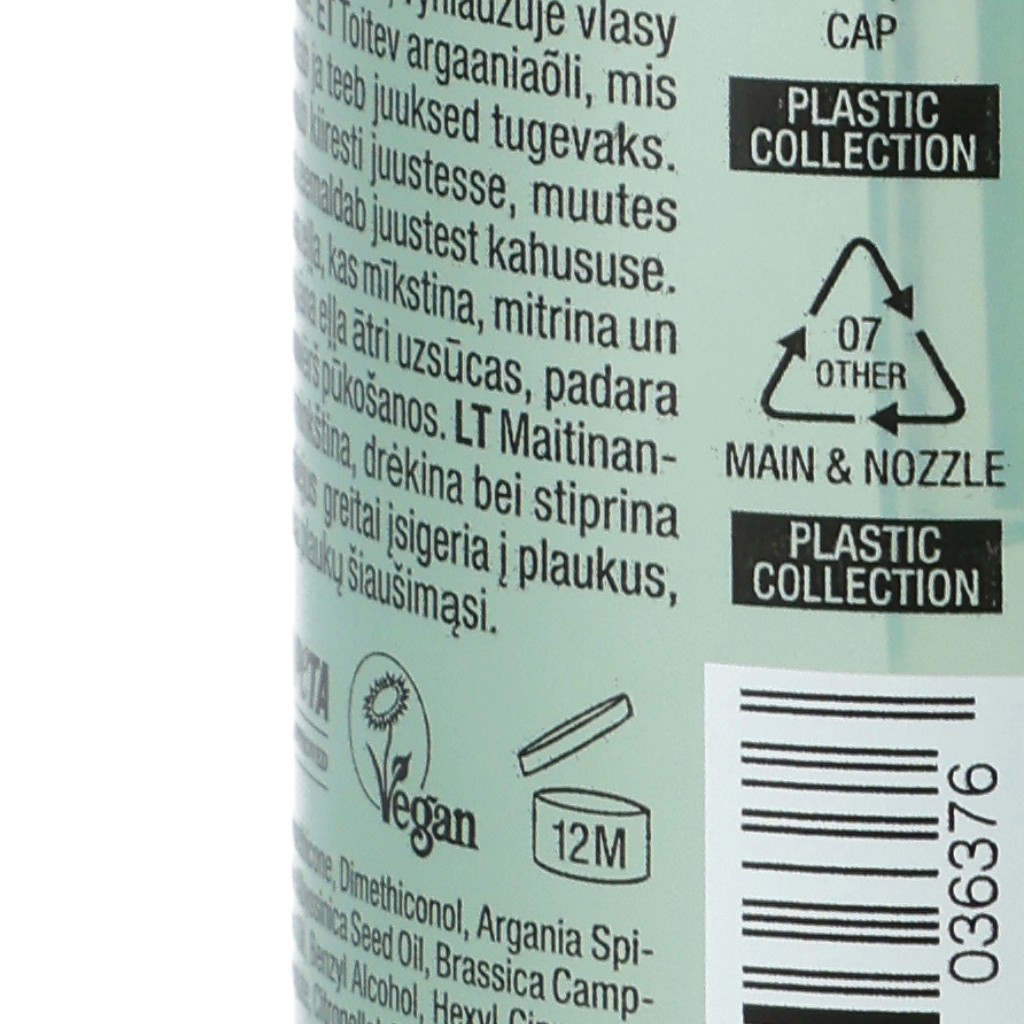 vlasy
Toitev argaaniaõli, mis
ja teeb juuksed tugevaks.
kiiresti juustesse, muutes
juustest kahususe.
kas mīkstina, mitrina un
eļļa ātri uzsūcas, padara
pūkošanos. LT Maitinan-
drėkina bei stiprina
greitai įsigeria į plaukus,
plaukų šiaušimąsi.
CAP
PLASTIC
COLLECTION
07
OTHER
MAIN & NOZZLE
PLASTIC
COLLECTION
Vegan
12M
036376
Dimethiconol, Argania Spi-
Seed Oil, Brassica Camp-
Benzyl Alcohol, Hexyl